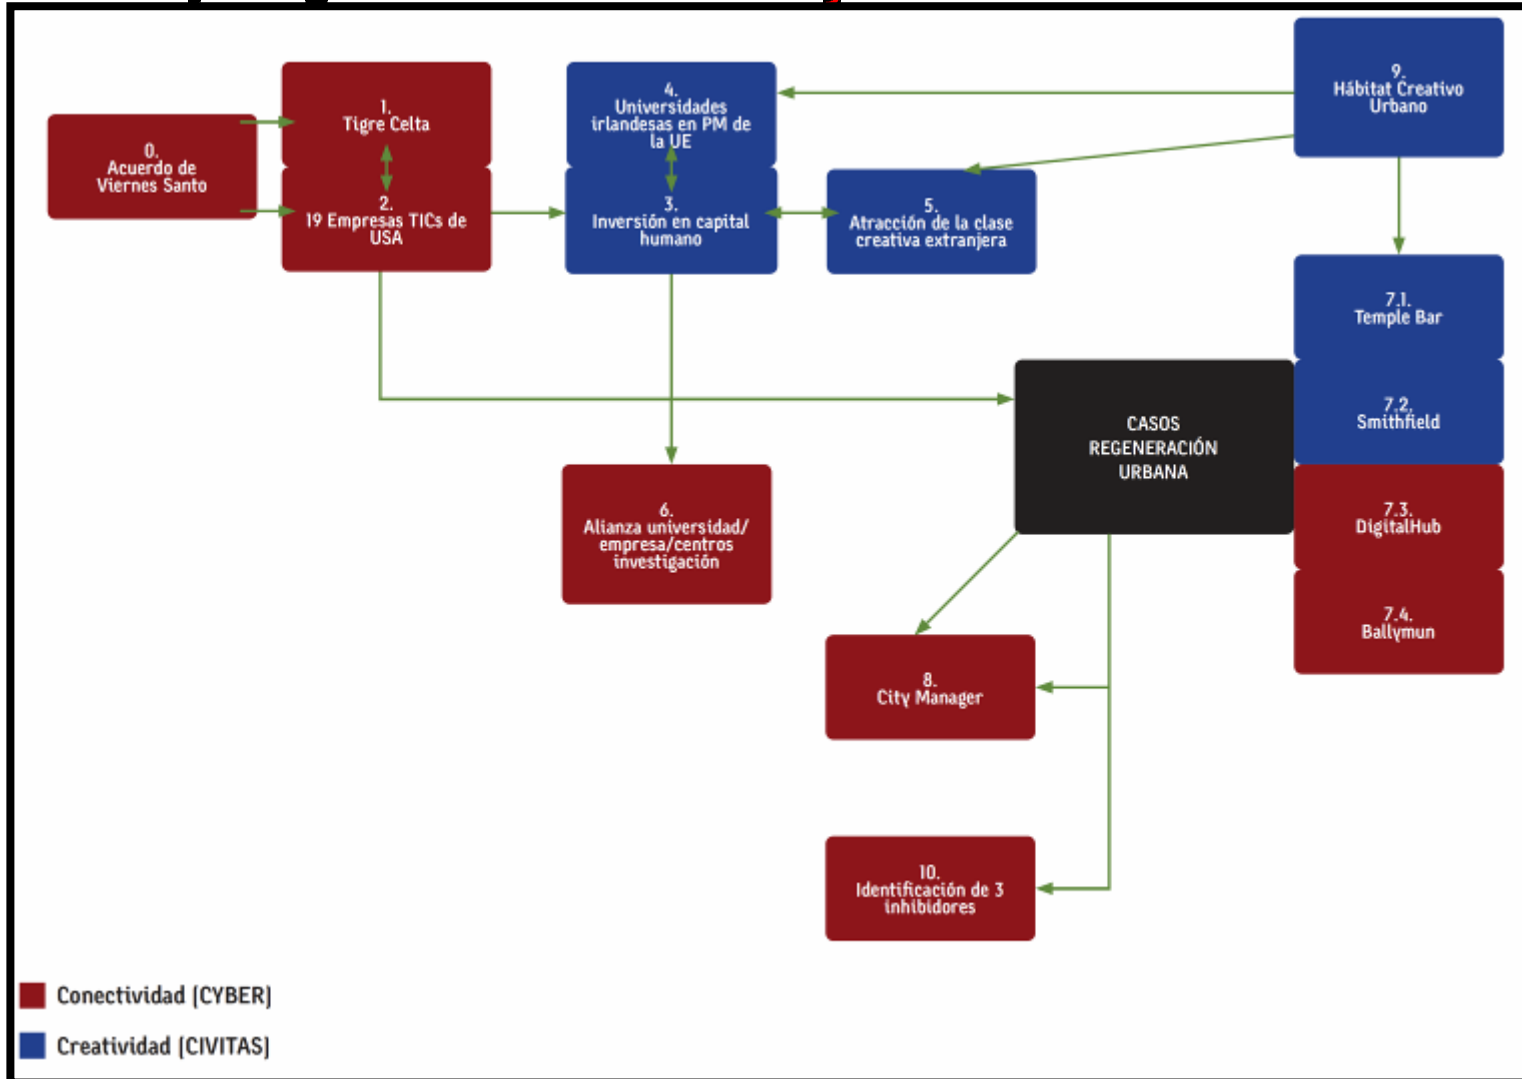 0.
Acuerdo de
Viernes Santo
1.
Tigre Celta
2.
19 Empresas TICs de
USA
4.
Universidades
irlandesas en PM de
la UE
3.
Inversión en capital
humano
5.
Atracción de la clase
creativa extranjera
9.
Hábitat Creativo
Urbano
7.1.
Temple Bar
7.2.
Smithfield
7.3.
DigitalHub
7.4.
Ballymun
CASOS
REGENERACIÓN
URBANA
6.
Alianza universidad/
empresa/centros
investigación
8.
City Manager
10.
Identificación de 3
inhibidores
Conectividad (CYBER)
Creatividad (CIVITAS)